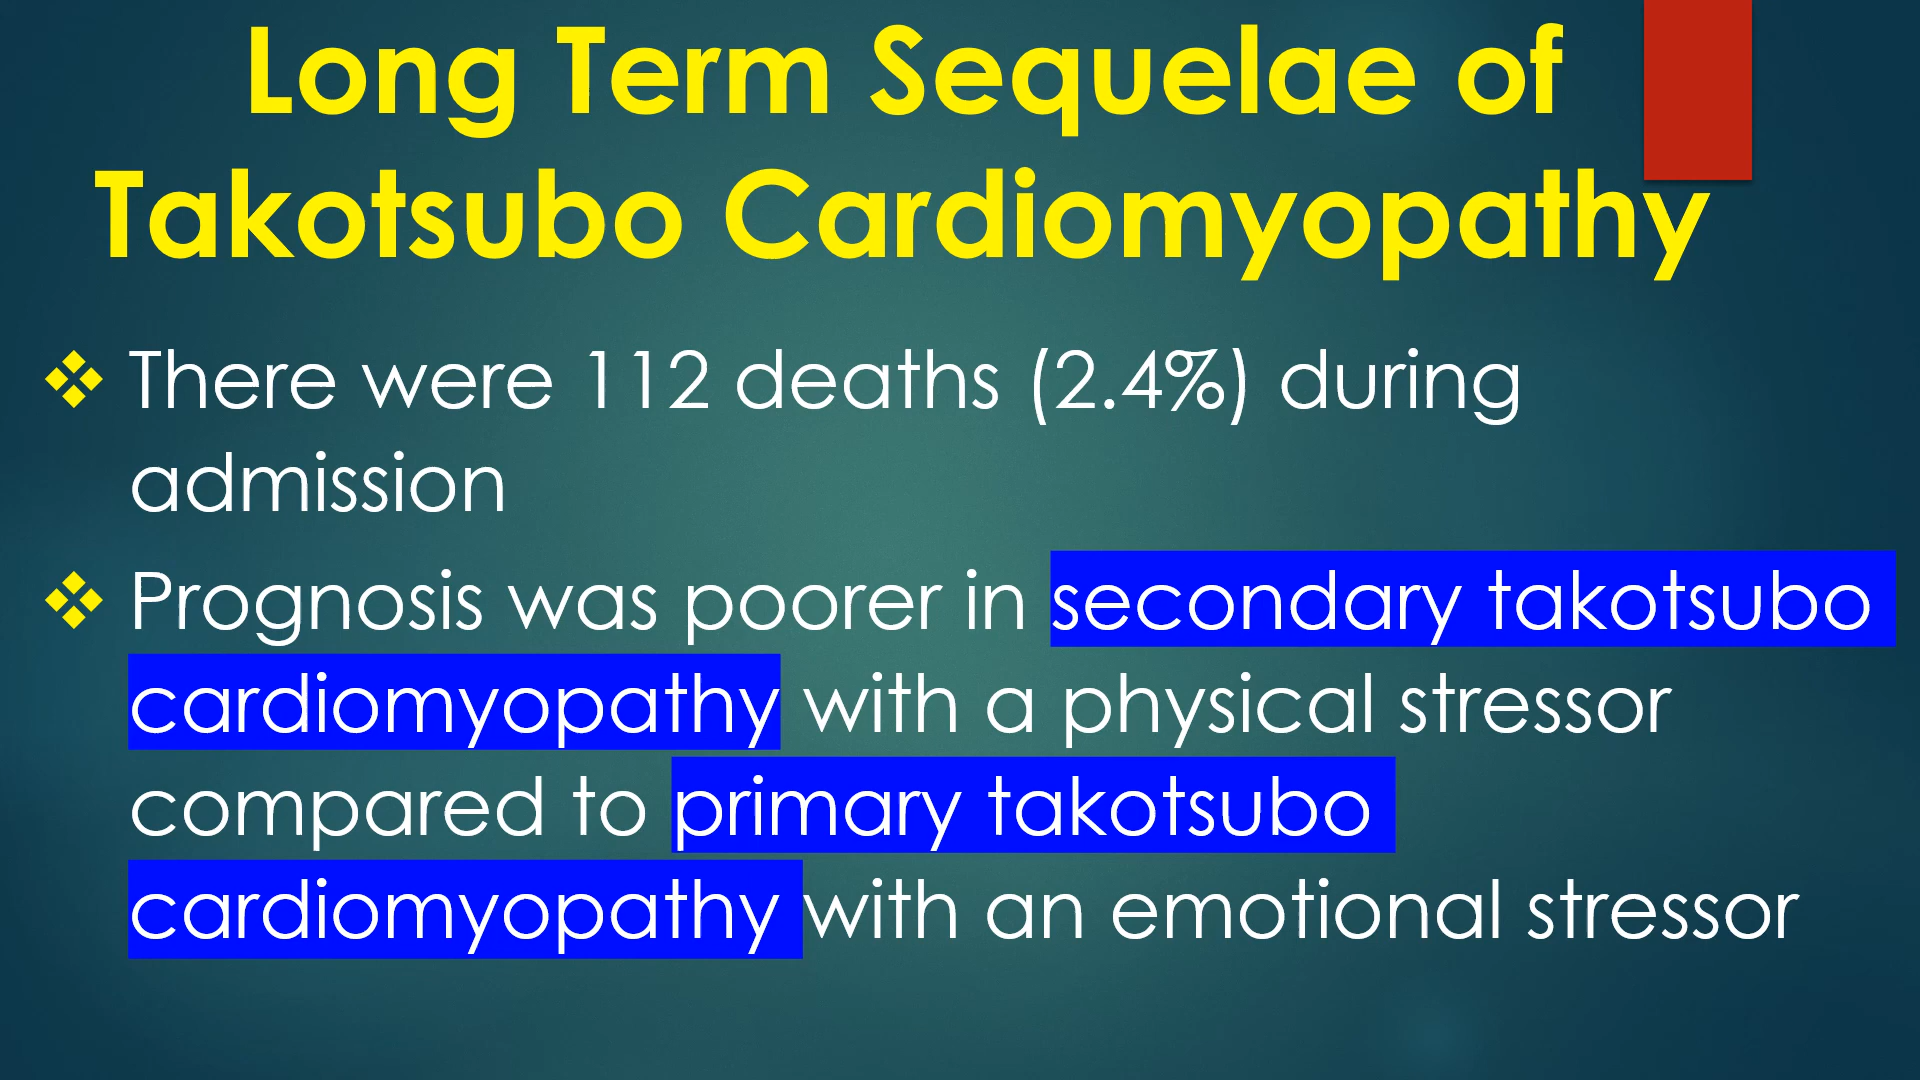 Long Term Sequelae of
Takotsubo Cardiomyopathy
There were 112 deaths (2.4%) during
admission
Prognosis was poorer in secondary takotsubo
cardiomyopathy with a physical stressor
compared to primary takotsubo
cardiomyopathy with an emotional stressor